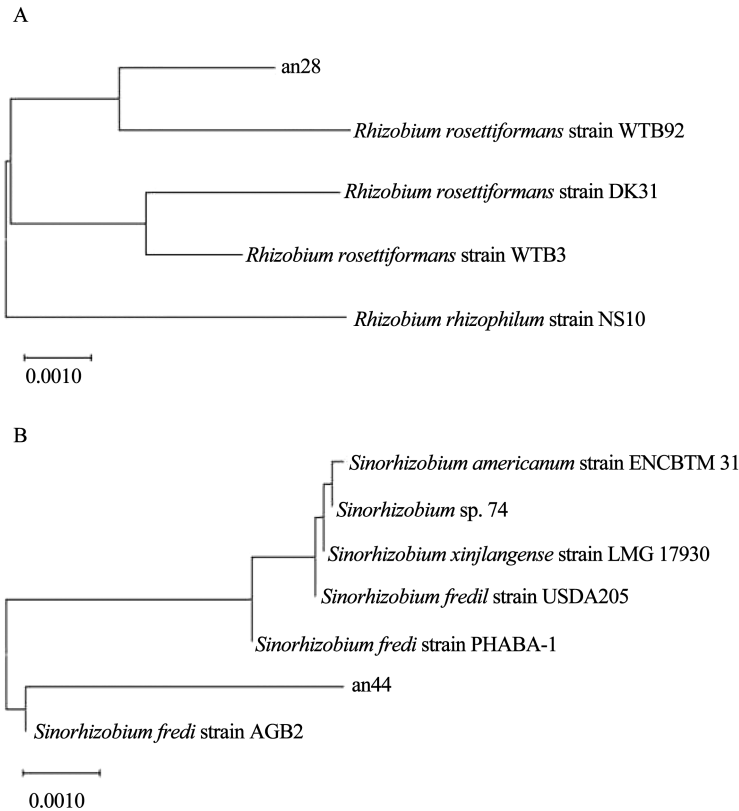 A
an28
Rhizobium rosettiformans strain WTB92
Rhizobium rosettiformans strain DK31
Rhizobium rosettiformans strain WTB3
Rhizobium rhizophilum strain NS10
0.0010
B
Sinorhizobium americanum strain ENCBTM 31
Sinorhizobium sp. 74
Sinorhizobium xinjlangense strain LMG 17930
Sinorhizobium fredil strain USDA205
Sinorhizobium fredi strain PHABA-1
an44
Sinorhizobium fredi strain AGB2
0.0010